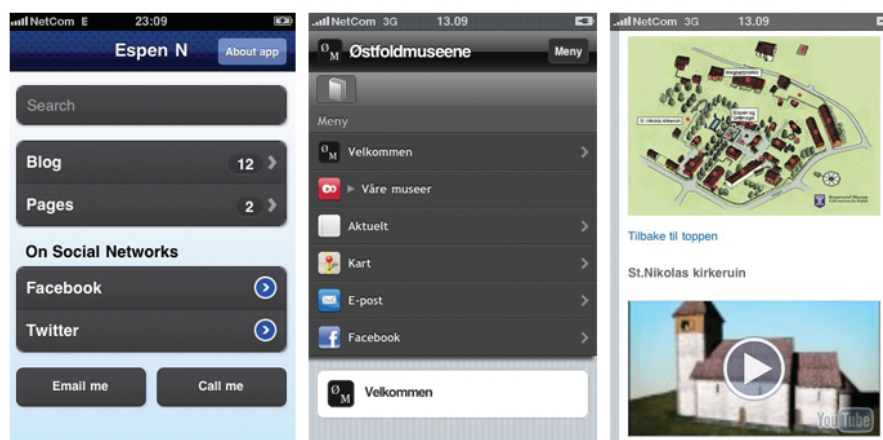 NetCom E 23:09
Espen N
About app
Search
Blog 12
Pages 2
On Social Networks
Facebook
Twitter
Email me
Call me
NetCom 3G 13.09
ØM Østfoldmuseene
Meny
Meny
ØM Velkommen
Våre museer
Aktuelt
Kart
E-post
Facebook
ØM Velkommen
NetCom 3G 13.09
St. nikolas kirkeruin
Tilbake til toppen
St.Nikolas kirkeruin
YouTube